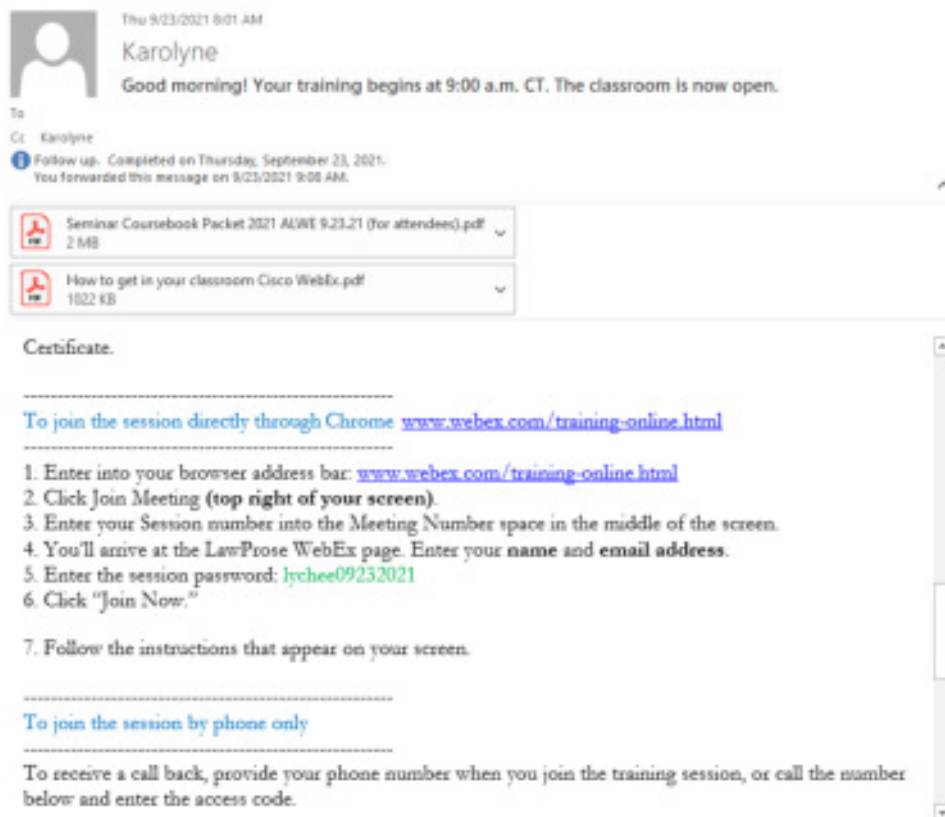 Thu 9/23/2021 8:01 AM
Karolyne
Good morning! Your training begins at 9:00 a.m. CT. The classroom is now open.
To
Cc Karolyne
Follow up. Completed on Thursday, September 23, 2021.
You forwarded this message on 9/23/2021 9:08 AM.
Seminar Coursebook Packet 2021 ALWE 9.23.21 (for attendees).pdf
2 MB
How to get in your classroom Cisco WebEx.pdf
1022 KB
Certificate.
To join the session directly through Chrome www.webex.com/training-online.html
1. Enter into your browser address bar: www.webex.com/training-online.html
2. Click Join Meeting (top right of your screen).
3. Enter your Session number into the Meeting Number space in the middle of the screen.
4. You'll arrive at the LawProse WebEx page. Enter your name and email address.
5. Enter the session password: lychee09232021
6. Click “Join Now.”
7. Follow the instructions that appear on your screen.
To join the session by phone only
To receive a call back, provide your phone number when you join the training session, or call the number
below and enter the access code.